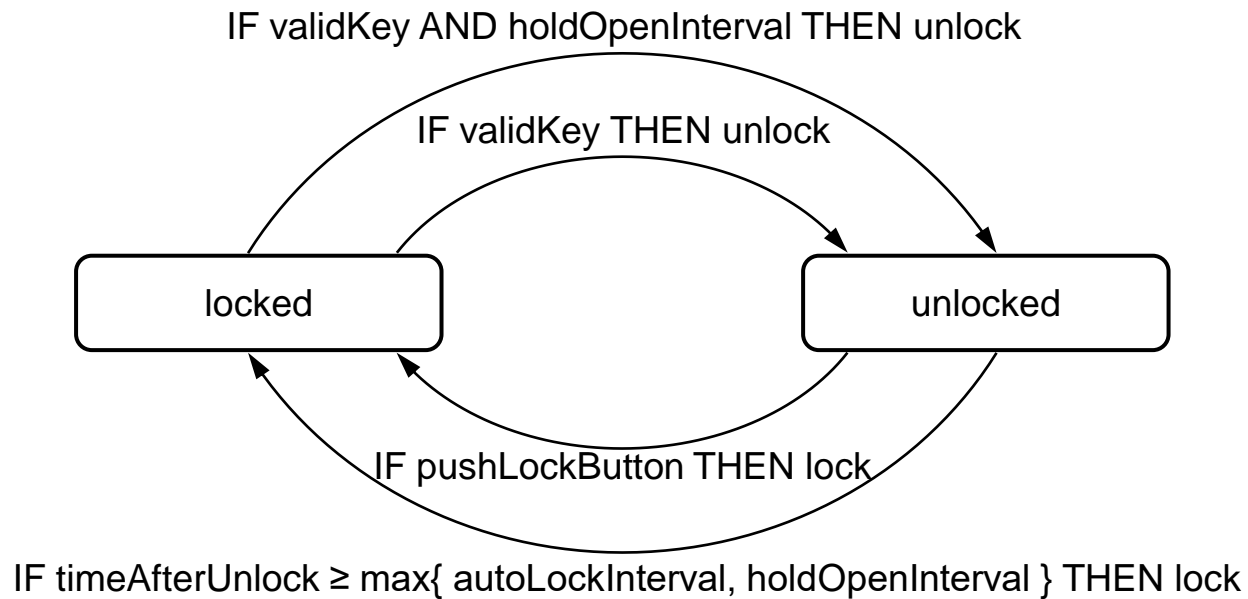 IF validKey AND holdOpenInterval THEN unlock
IF validKey THEN unlock
locked
unlocked
IF pushLockButton THEN lock
IF timeAfterUnlock ≥ max{ autoLockInterval, holdOpenInterval } THEN lock